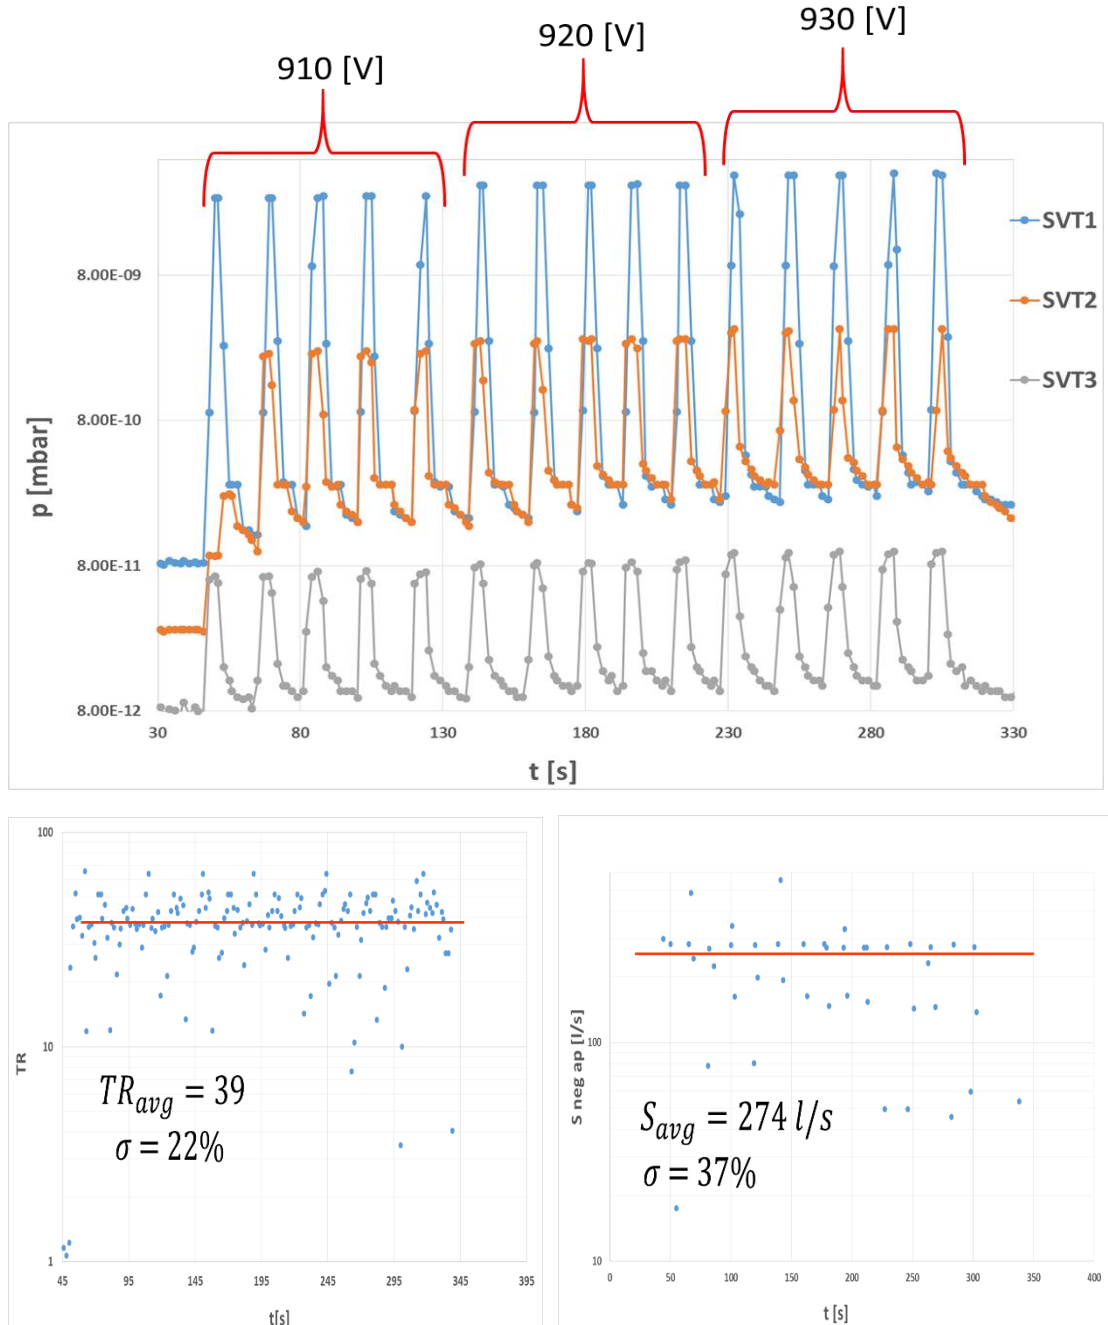 910 [V]
920 [V]
930 [V]
8.00E-09
8.00E-10
8.00E-11
8.00E-12
p [mbar]
30
80
130
180
230
280
330
t [s]
SVT1
SVT2
SVT3
100
10
1
TR
TRavg = 39
σ = 22%
45
95
145
195
245
295
345
395
t[s]
100
10
S neg ap [l/s]
Savg = 274 l/s
σ = 37%
0
50
100
150
200
250
300
350
400
t [s]